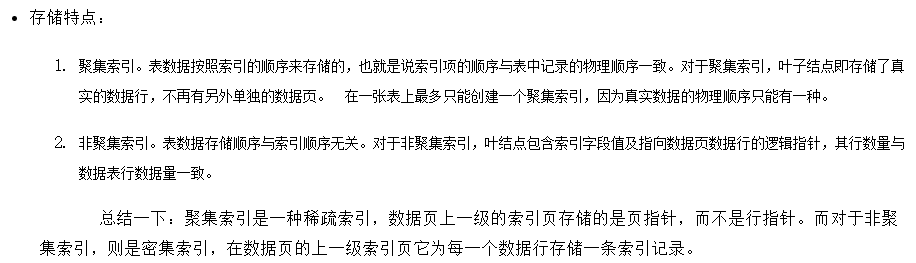 • 存储特点：
1. 聚集索引。表数据按照索引的顺序来存储的，也就是说索引项的顺序与表中记录的物理顺序一致。对于聚集索引，叶子结点即存储了真
实的数据行，不再有另外单独的数据页。 在一张表上最多只能创建一个聚集索引，因为真实数据的物理顺序只能有一种。
2. 非聚集索引。表数据存储顺序与索引顺序无关。对于非聚集索引，叶结点包含索引字段值及指向数据页数据行的逻辑指针，其行数量与
数据表行数据量一致。
总结一下：聚集索引是一种稀疏索引，数据页上一级的索引页存储的是页指针，而不是行指针。而对于非聚
集索引，则是密集索引，在数据页的上一级索引页它为每一个数据行存储一条索引记录。